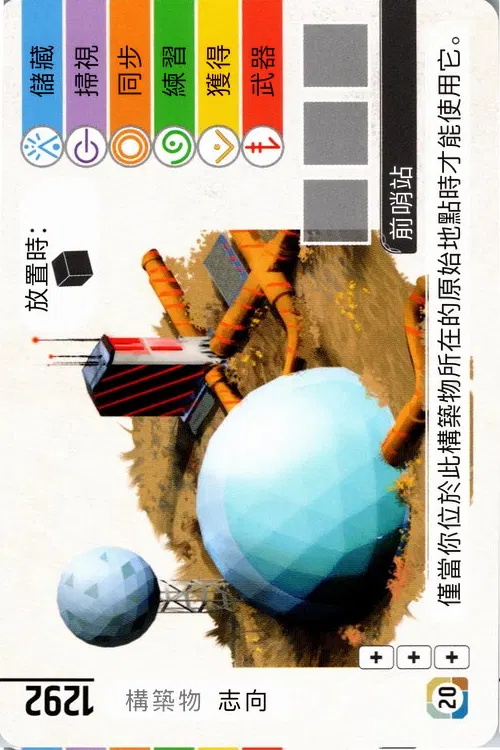 儲藏
掃視
同步
練習
獲得
武器
放置時：
前哨站
僅當你位於此構築物所在的原始地點時才能使用它。
+
+
+
1292
構築物 志向
20